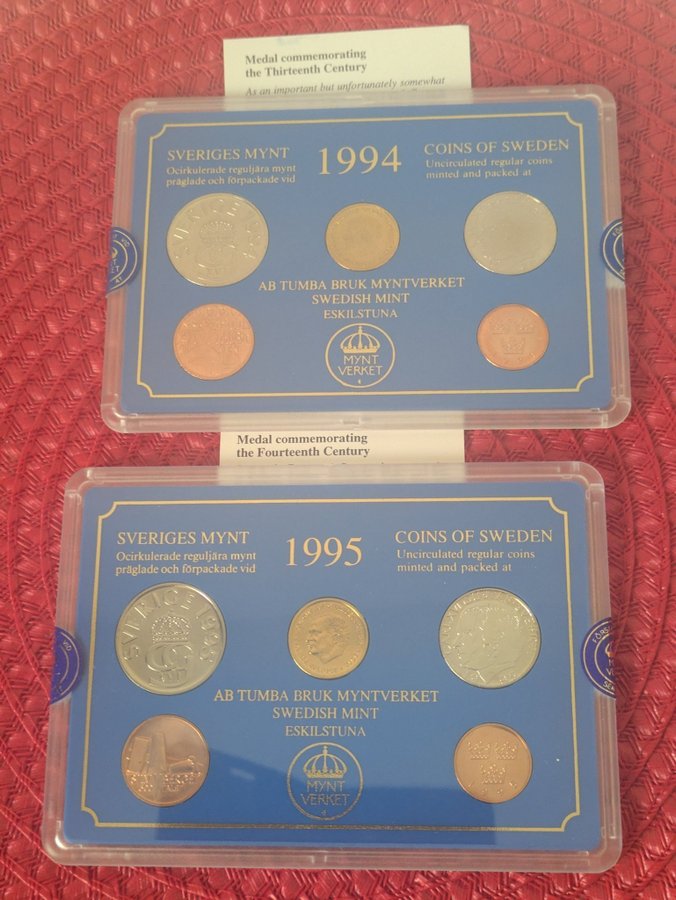 Medal commemorating
the Thirteenth Century
As an important but unfortunately somewhat
SVERIGES MYNT
Ocirkulerade reguljära mynt
präglade och förpackade vid
1994
COINS OF SWEDEN
Uncirculated regular coins
minted and packed at
SVERIGE 1994
AB TUMBA BRUK MYNTVERKET
SWEDISH MINT
ESKILSTUNA
MYNT
VERKET
Medal commemorating
the Fourteenth Century
SVERIGES MYNT
Ocirkulerade reguljära mynt
präglade och förpackade vid
1995
COINS OF SWEDEN
Uncirculated regular coins
minted and packed at
SVERIGE 1995
AB TUMBA BRUK MYNTVERKET
SWEDISH MINT
ESKILSTUNA
MYNT
VERKET